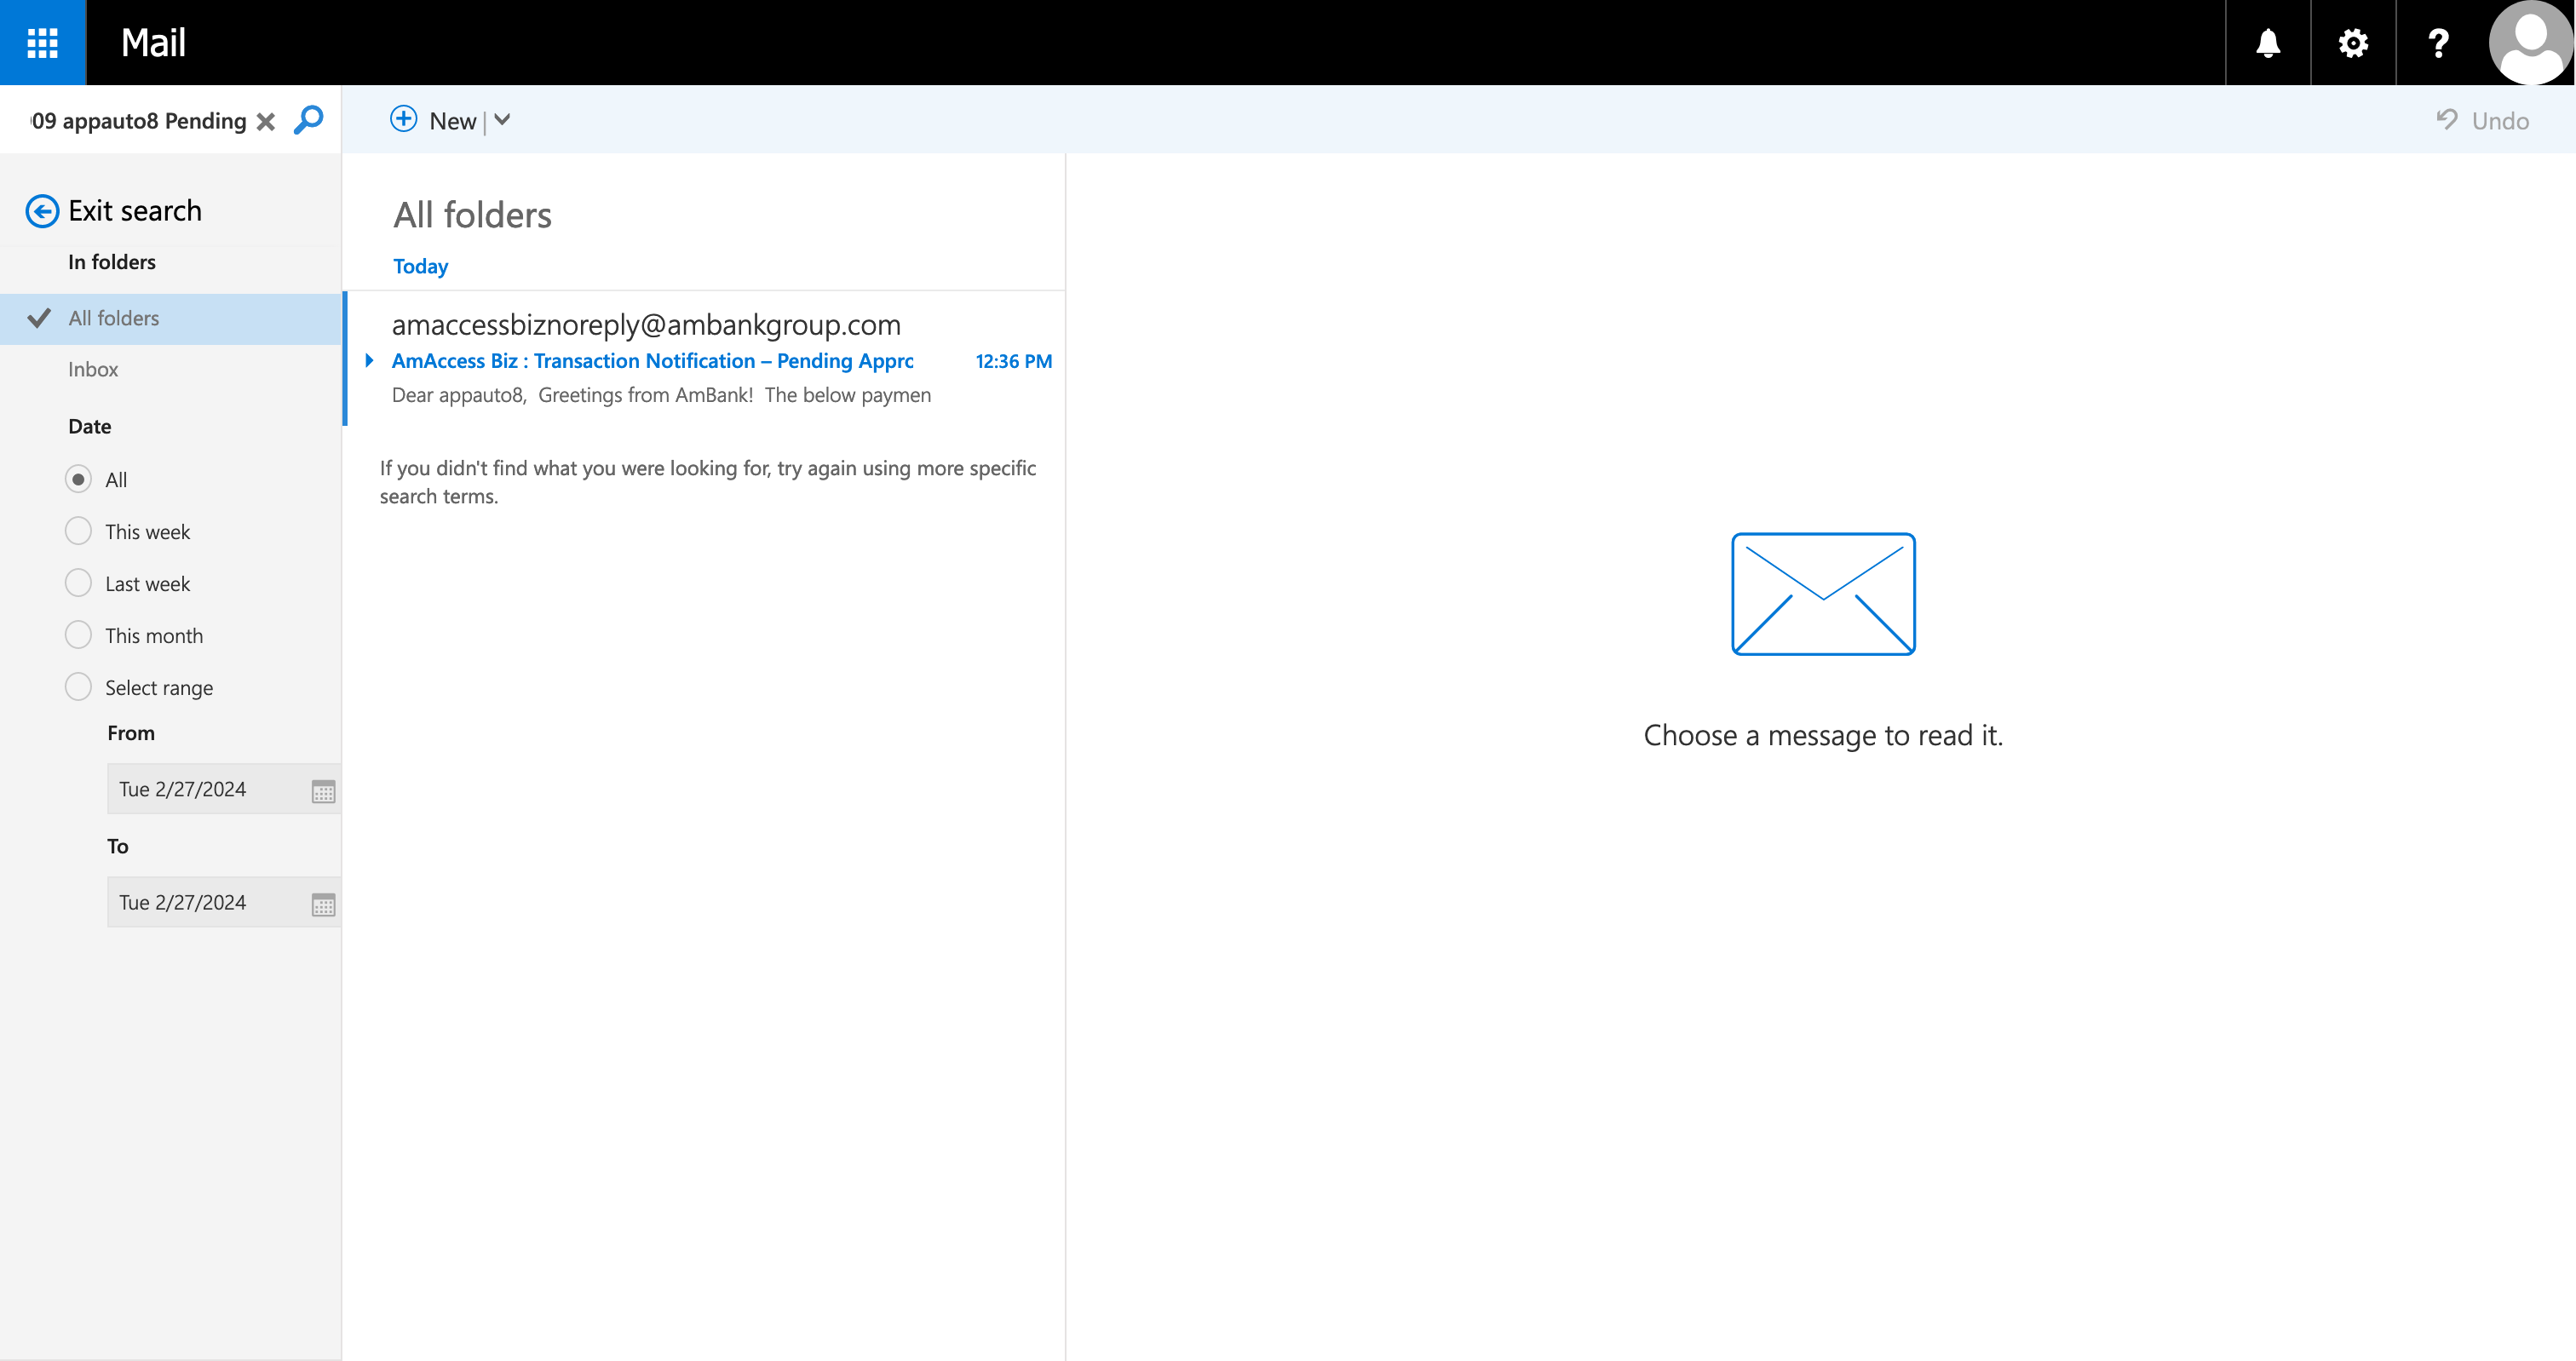 Mail
09 appauto8 Pending
New
Undo
Exit search
In folders
All folders
Inbox
Date
All
This week
Last week
This month
Select range
From
Tue 2/27/2024
To
Tue 2/27/2024
All folders
Today
amaccessbiznoreply@ambankgroup.com
AmAccess Biz : Transaction Notification – Pending Appro 12:36 PM
Dear appauto8, Greetings from AmBank! The below paymen
If you didn't find what you were looking for, try again using more specific
search terms.
Choose a message to read it.